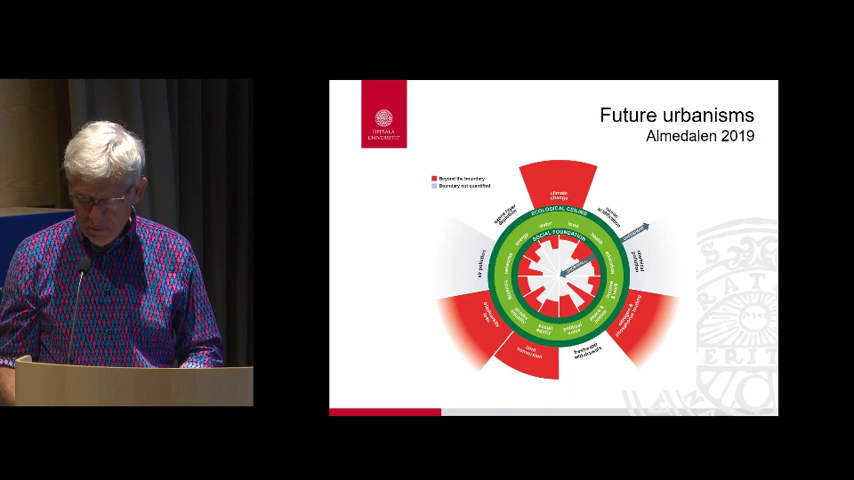 UPPSALA
UNIVERSITET
Future urbanisms
Almedalen 2019
Beyond the boundary
Boundary not quantified
climate
change
ozone layer
depletion
ocean
acidification
ECOLOGICAL CEILING
water
food
energy
health
SOCIAL FOUNDATION
air pollution
networks
education
chemical
pollution
housing
income
& work
gender
equality
peace &
justice
social
equity
political
voice
biodiversity
loss
nitrogen &
phosphorus loading
land
conversion
freshwater
withdrawals